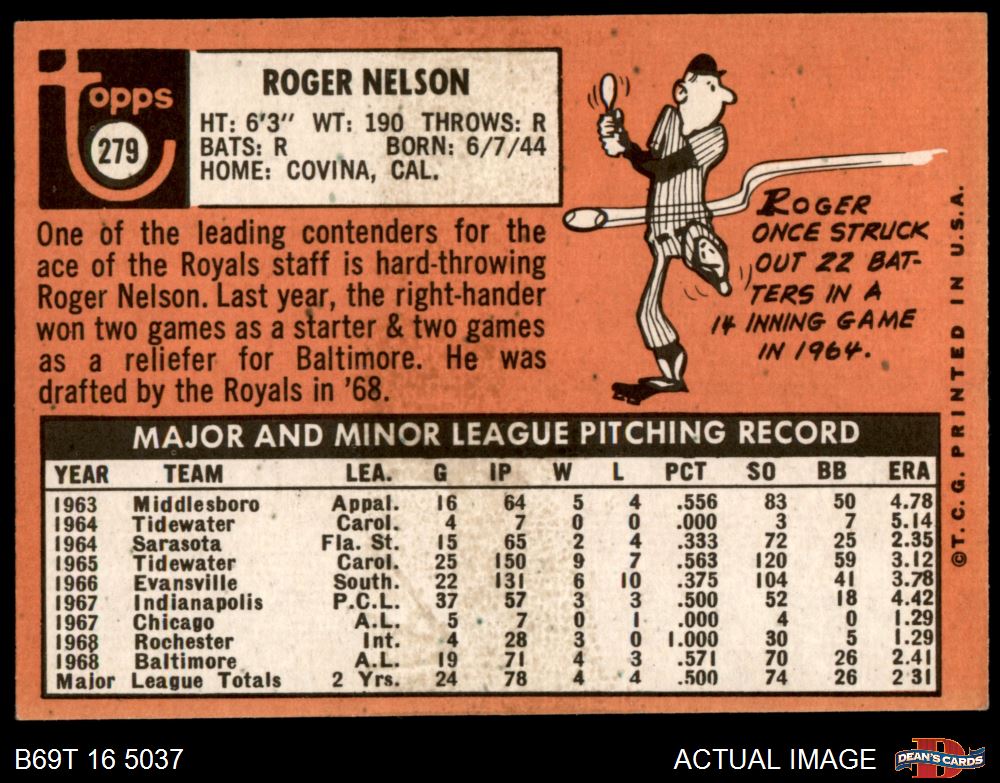 Topps
279
ROGER NELSON
HT: 6'3" WT: 190 THROWS: R
BATS: R BORN: 6/7/44
HOME: COVINA, CAL.
One of the leading contenders for the
ace of the Royals staff is hard-throwing
Roger Nelson. Last year, the right-hander
won two games as a starter & two games
as a reliefer for Baltimore. He was
drafted by the Royals in '68.
ROGER
ONCE STRUCK
OUT 22 BAT-
TERS IN A
14 INNING GAME
IN 1964.
MAJOR AND MINOR LEAGUE PITCHING RECORD
YEAR TEAM LEA. G IP W L PCT SO BB ERA
1963 Middlesboro Appal. 16 64 5 4 .556 83 50 4.78
1964 Tidewater Carol. 4 7 0 0 .000 3 7 5.14
1964 Sarasota Fla. St. 15 65 2 4 .333 72 25 2.35
1965 Tidewater Carol. 25 150 9 7 .563 120 59 3.12
1966 Evansville South. 22 131 6 10 .375 104 41 3.78
1967 Indianapolis P.C.L. 37 57 3 3 .500 52 18 4.42
1967 Chicago A.L. 5 7 0 1 .000 4 0 1.29
1968 Rochester Int. 4 28 3 0 1.000 30 5 1.29
1968 Baltimore A.L. 19 71 4 3 .571 70 26 2.41
Major League Totals 2 Yrs. 24 78 4 4 .500 74 26 2 31
©T. C. G. PRINTED IN U.S.A.
B69T 16 5037
ACTUAL IMAGE
D
DEAN'S CARDS